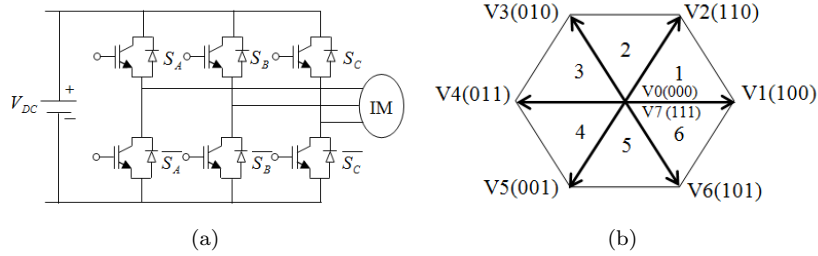 V_DC
+
−
S_A
S_B
S_C
IM
S̅_A̅
S̅_B̅
S̅_C̅
(a)
V3(010)
V2(110)
2
3
1
V4(011)
V0(000)
V1(100)
V7(111)
4
5
6
V5(001)
V6(101)
(b)